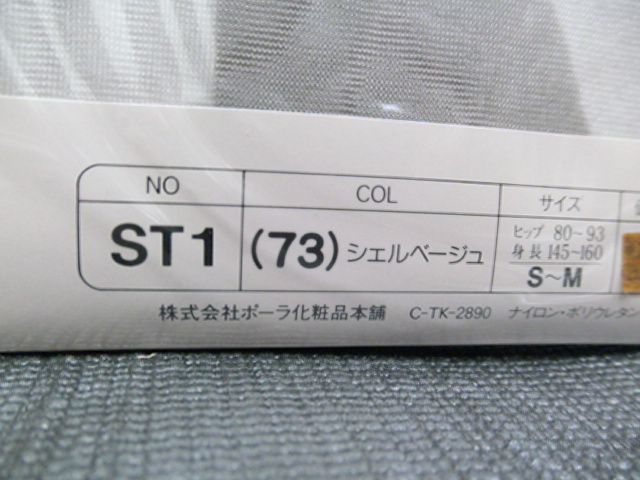 NO COL サイズ
ST1 (73) シェルベージュ ヒップ 80～93
身長 145～160
S～M
株式会社ポーラ化粧品本舗 C-TK-2890 ナイロン・ポリウレタン